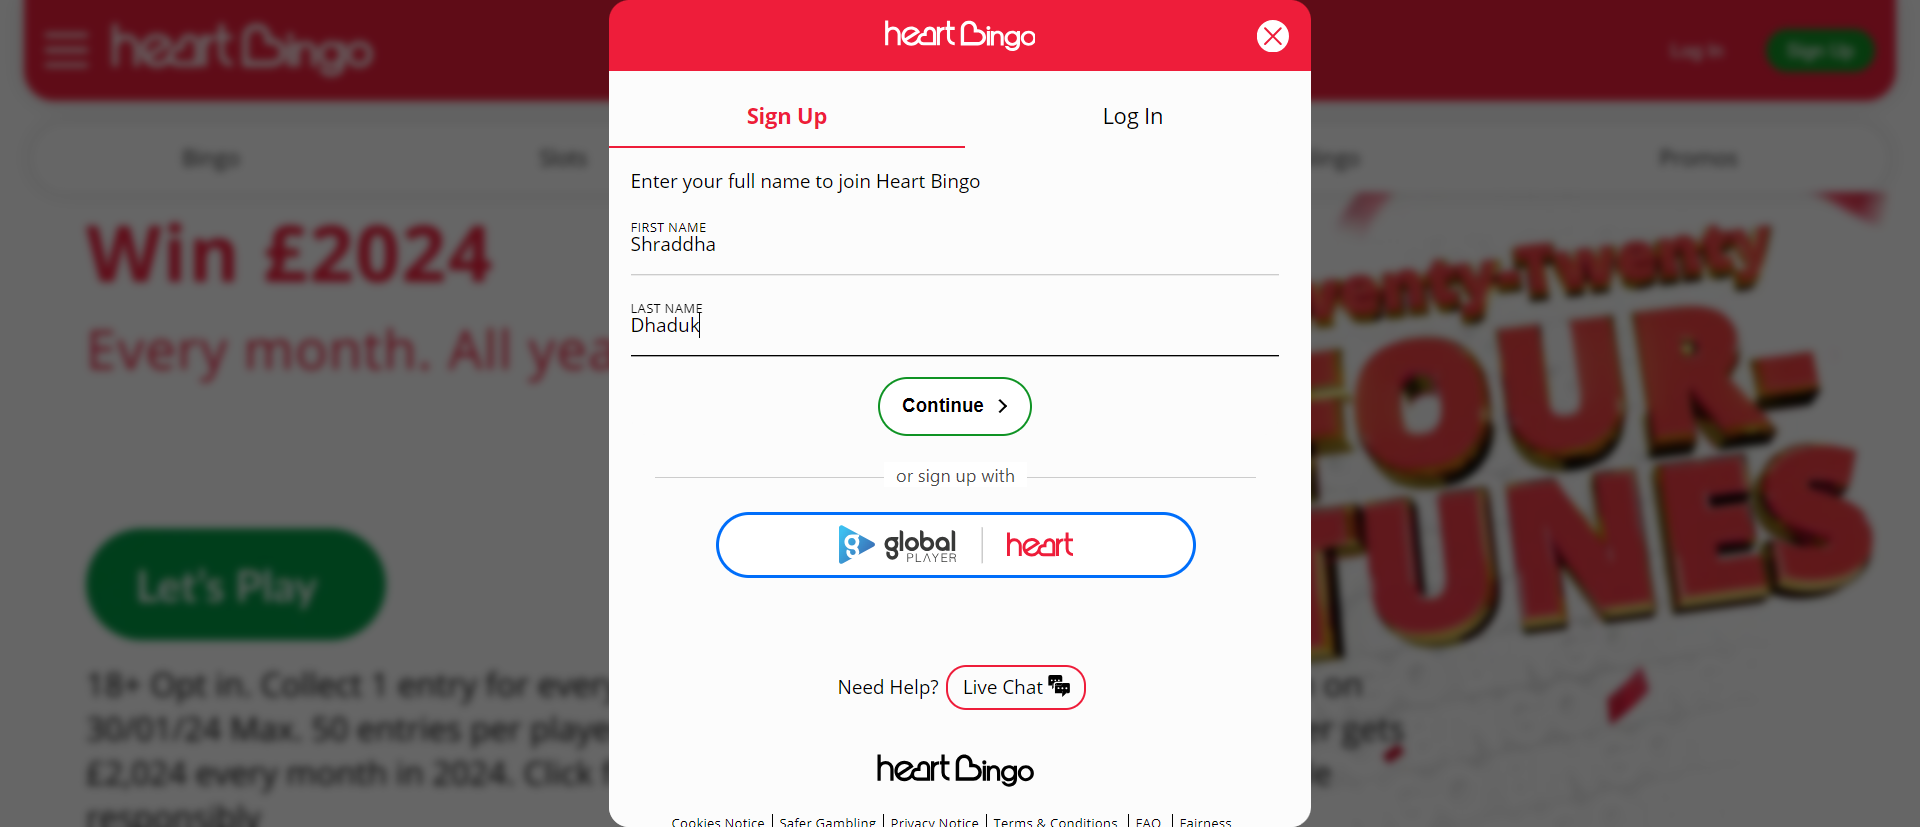 heart Bingo
Log In
Sign Up
Bingo
Slots
Promos
Win £2024
Every month. All yea
Let's Play
18+ Opt in. Collect 1 entry for every
on
30/01/24 Max. 50 entries per playe
er gets
£2,024 every month in 2024. Click
responsibly
heart Bingo
Sign Up
Log In
Enter your full name to join Heart Bingo
FIRST NAME
Shraddha
LAST NAME
Dhaduk
Continue
or sign up with
g global PLAYER
heart
Need Help?
Live Chat
heart Bingo
Cookies Notice | Safer Gambling | Privacy Notice | Terms & Conditions | FAQ | Fairness
wenty-Twenty
FOUR-
TUNES